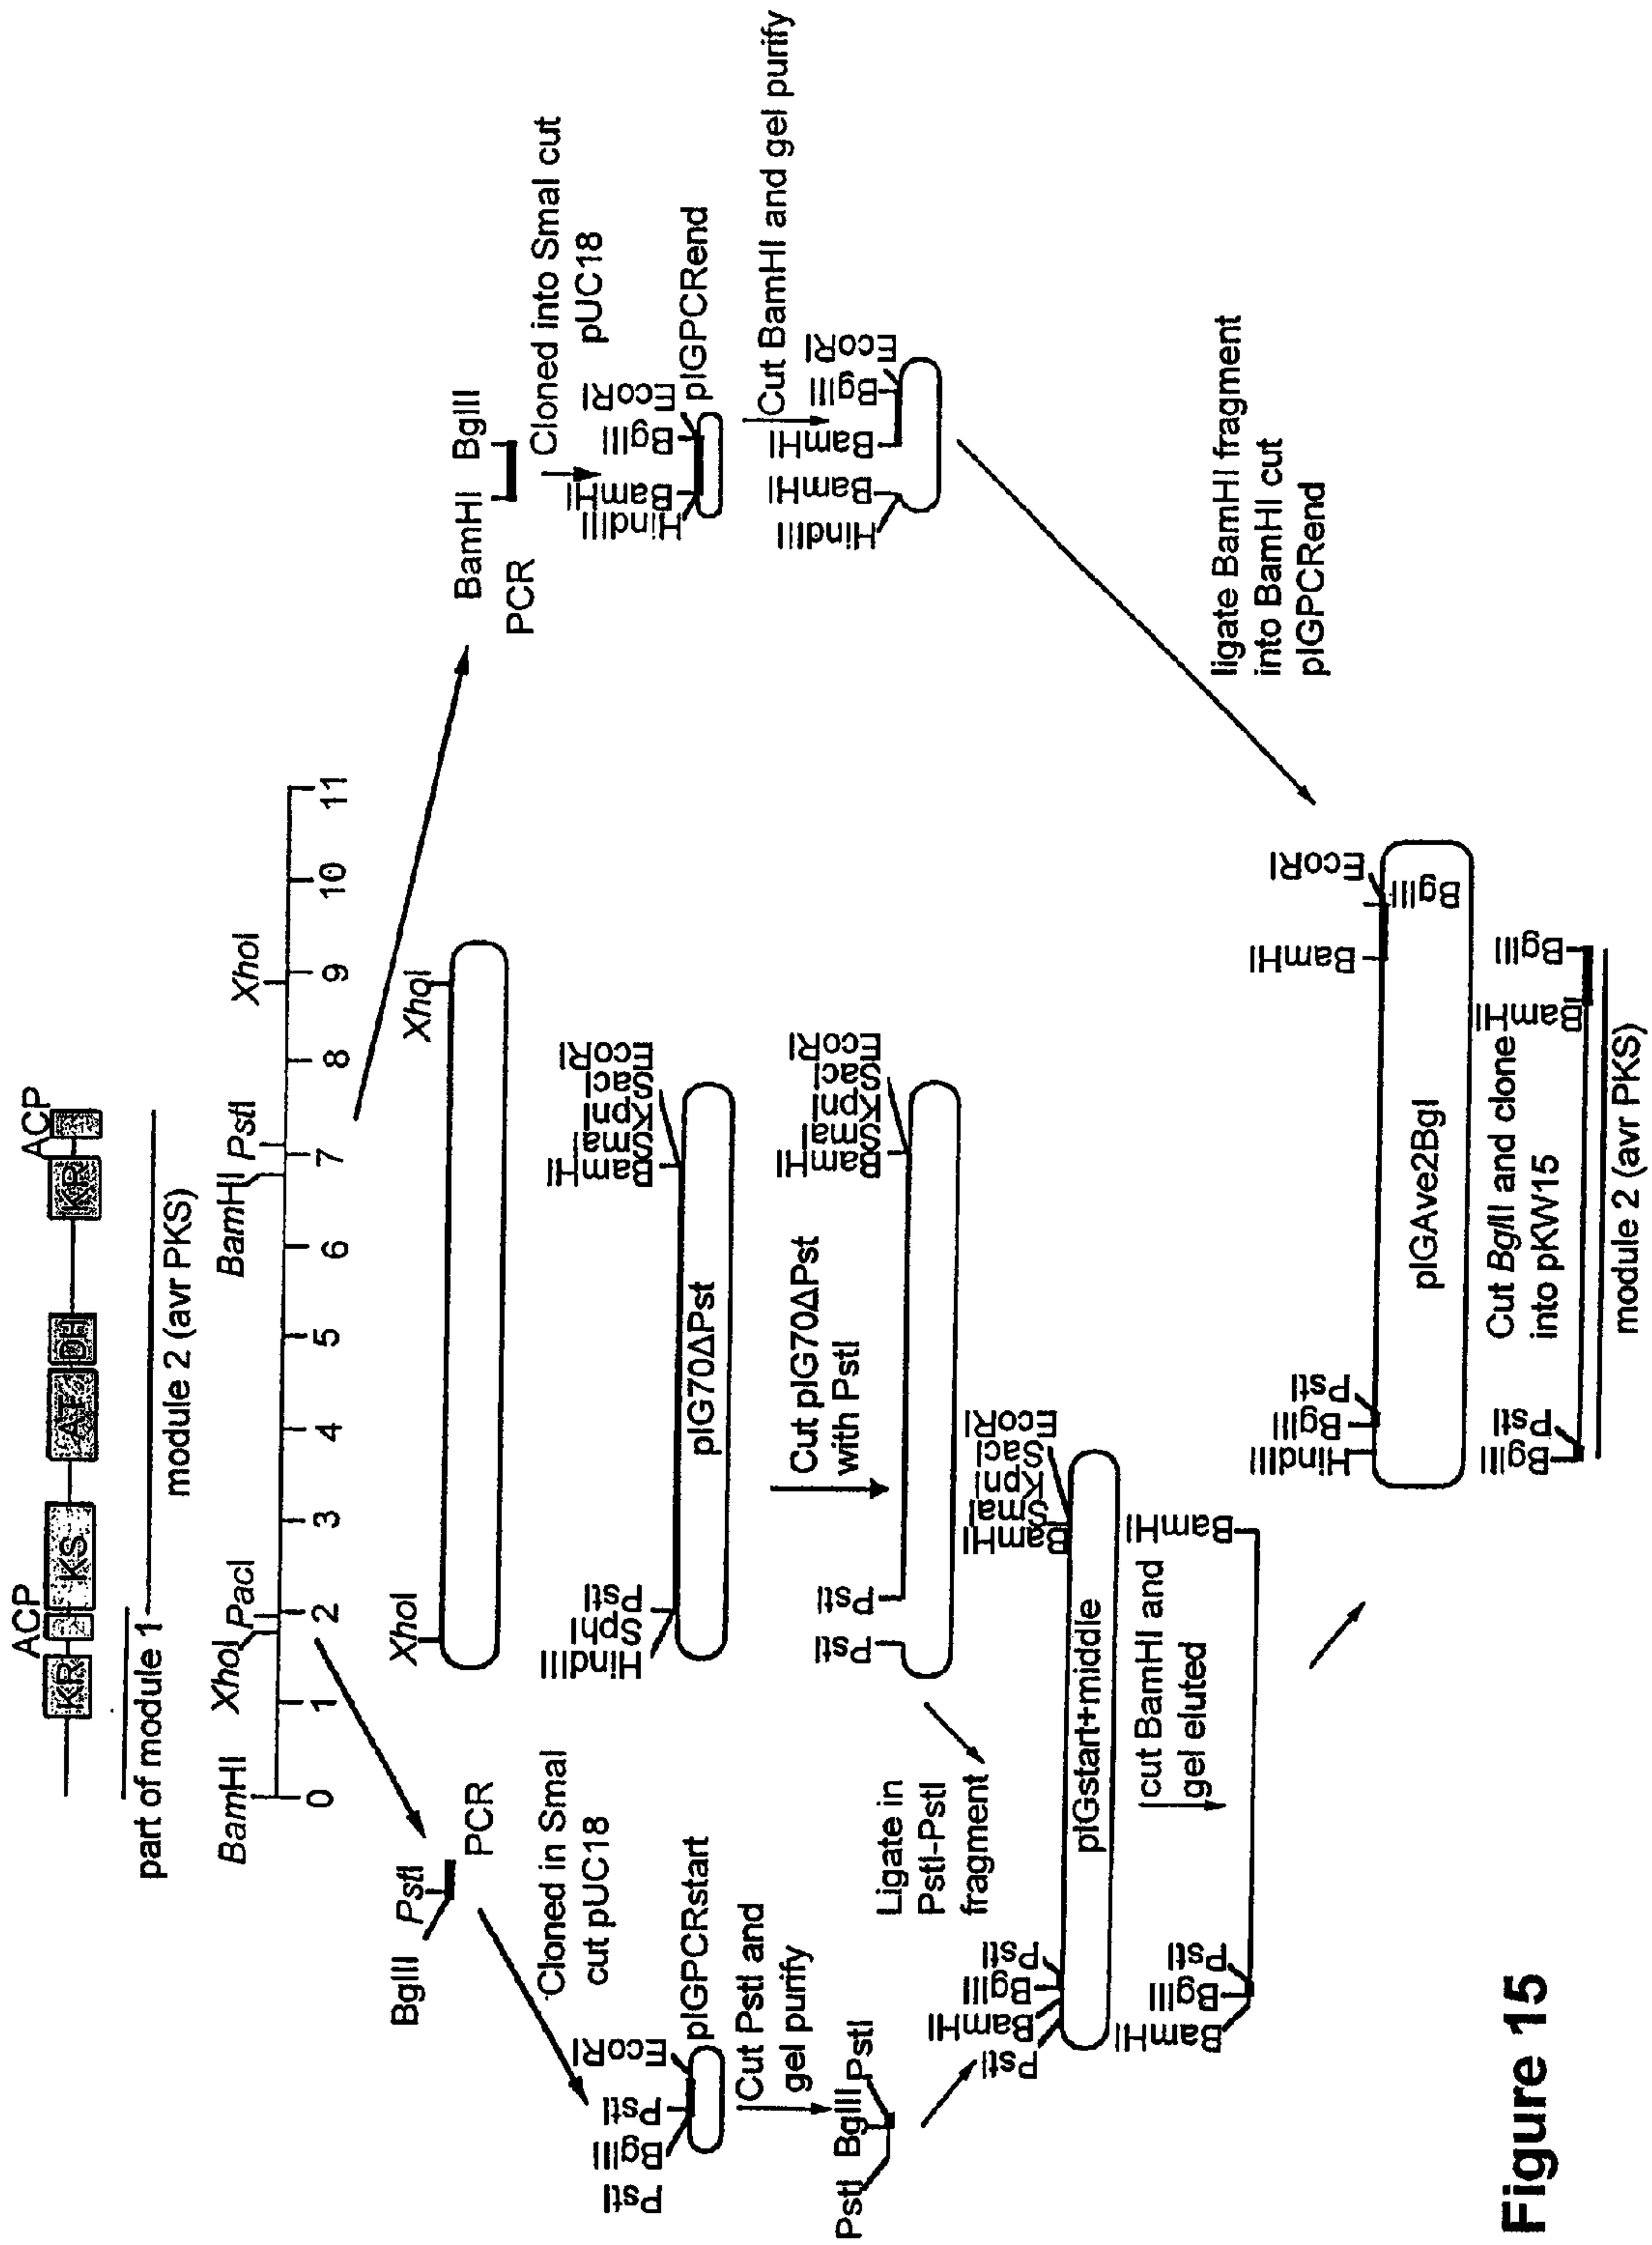 ACP
ACP
KR
KS
AT
DH
KR
part of module 1
module 2 (avr PKS)
BamHI
XhoI
PacI
BamHI
PstI
XhoI
0 1 2 3 4 5 6 7 8 9 10 11
BglII
PstI
PCR
XhoI
XhoI
BamHI
BglII
PCR
Cloned in SmaI
cut pUC18
Cloned into SmaI cut
pUC18
PstI
BglII
PstI
EcoRI
pIGPCRstart
HindIII
SphI
PstI
pIG70ΔPst
BamHI
SmaI
KpnI
SacI
EcoRI
HindIII
BamHI
BglII
EcoRI
pIGPCRend
Cut PstI and
gel purify
Cut pIG70ΔPst
with PstI
Cut BamHI and gel purify
PstI
BglII
PstI
PstI
PstI
BamHI
SmaI
KpnI
SacI
EcoRI
HindIII
BamHI
BamHI
BglII
EcoRI
Ligate in
PstI-PstI
fragment
PstI
BamHI
BglII
PstI
BamHI
SmaI
KpnI
SacI
EcoRI
pIGstart+middle
cut BamHI and
gel eluted
BamHI
BglII
PstI
BamHI
ligate BamHI fragment
into BamHI cut
pIGPCRend
HindIII
BglII
PstI
BamHI
EcoRI
BglII
pIGAve2Bgl
Cut BglII and clone
into pKW15
BglII
PstI
BamHI
BglII
module 2 (avr PKS)
Figure 15